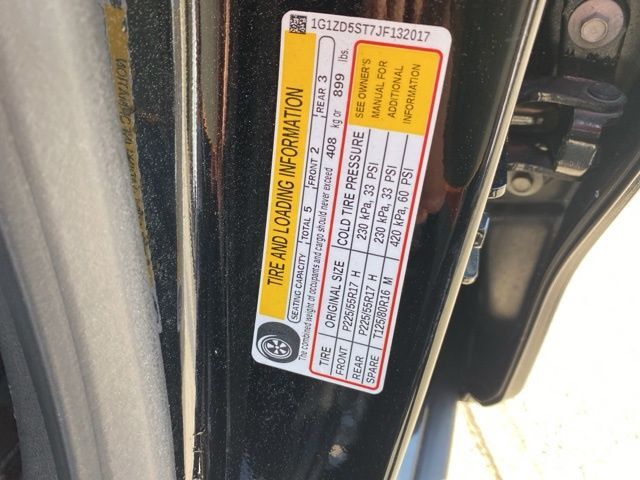 1G1ZD5ST7JF132017
TIRE AND LOADING INFORMATION
SEATING CAPACITY TOTAL 5 FRONT 2 REAR 3
The combined weight of occupants and cargo should never exceed 408 kg or 899 lbs.
TIRE ORIGINAL SIZE COLD TIRE PRESSURE
FRONT P225/55R17 H 230 kPa, 33 PSI
REAR P225/55R17 H 230 kPa, 33 PSI
SPARE T125/80R16 M 420 kPa, 60 PSI
SEE OWNER'S
MANUAL FOR
ADDITIONAL
INFORMATION